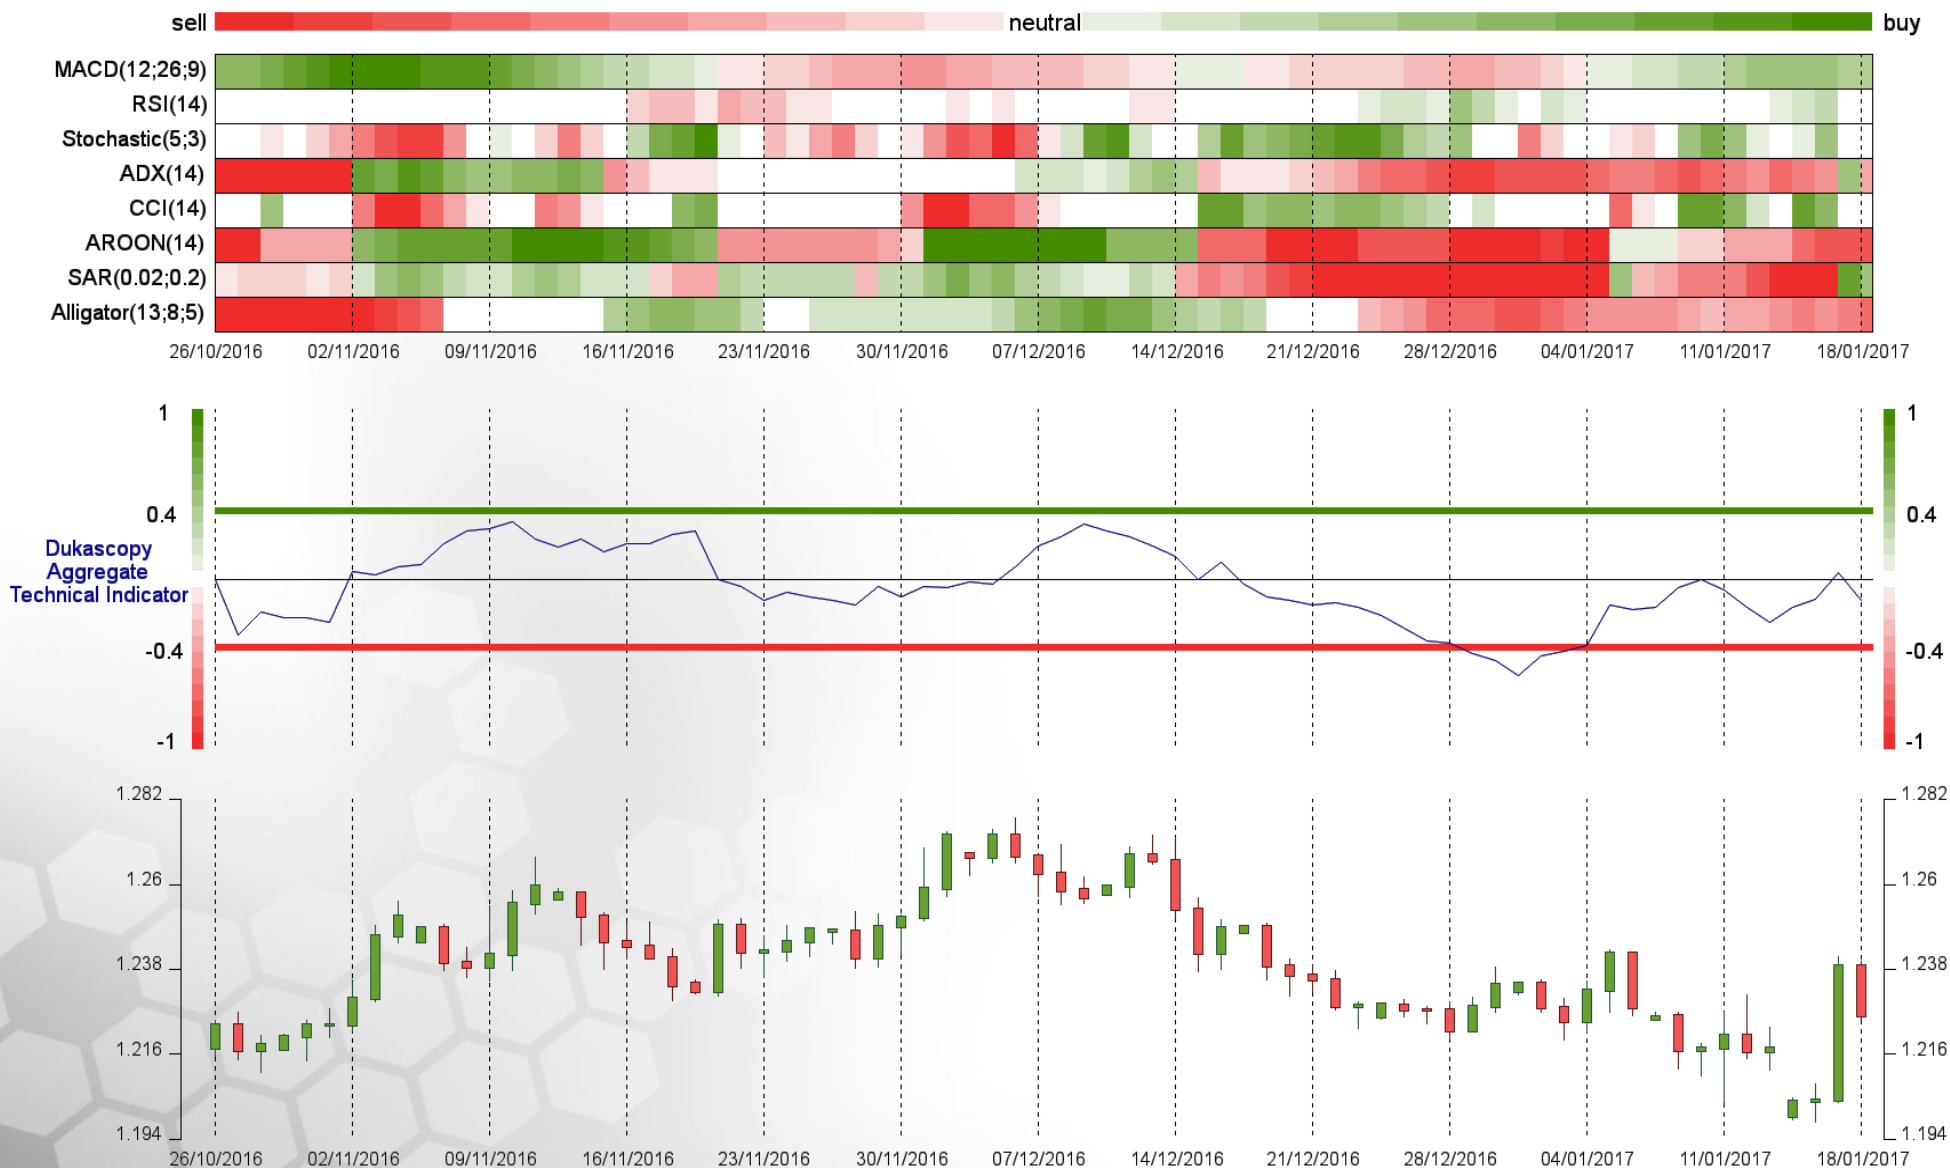 sell neutral buy
MACD(12;26;9)
RSI(14)
Stochastic(5;3)
ADX(14)
CCI(14)
AROON(14)
SAR(0.02;0.2)
Alligator(13;8;5)
26/10/2016 02/11/2016 09/11/2016 16/11/2016 23/11/2016 30/11/2016 07/12/2016 14/12/2016 21/12/2016 28/12/2016 04/01/2017 11/01/2017 18/01/2017
1 1
0.4 0.4
Dukascopy
Aggregate
Technical Indicator
-0.4 -0.4
-1 -1
1.282 1.282
1.26 1.26
1.238 1.238
1.216 1.216
1.194 1.194
26/10/2016 02/11/2016 09/11/2016 16/11/2016 23/11/2016 30/11/2016 07/12/2016 14/12/2016 21/12/2016 28/12/2016 04/01/2017 11/01/2017 18/01/2017